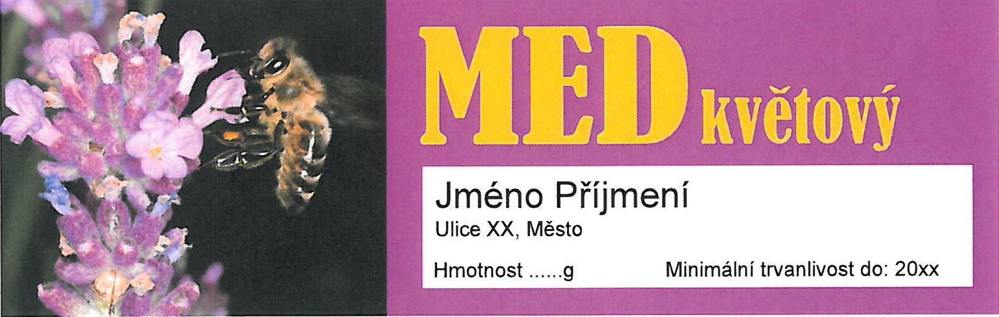 MED květový
Jméno Příjmení
Ulice XX, Město
Hmotnost ......g
Minimální trvanlivost do: 20xx